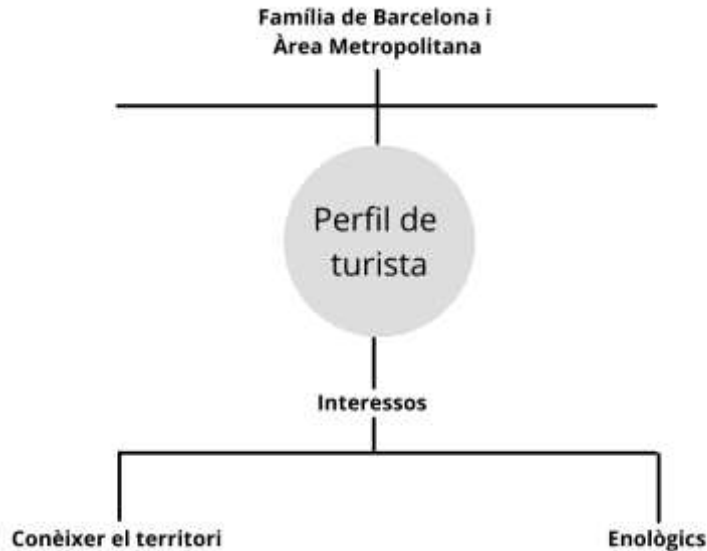 Família de Barcelona i
Àrea Metropolitana
Perfil de
turista
Interessos
Conèixer el territori
Enològics